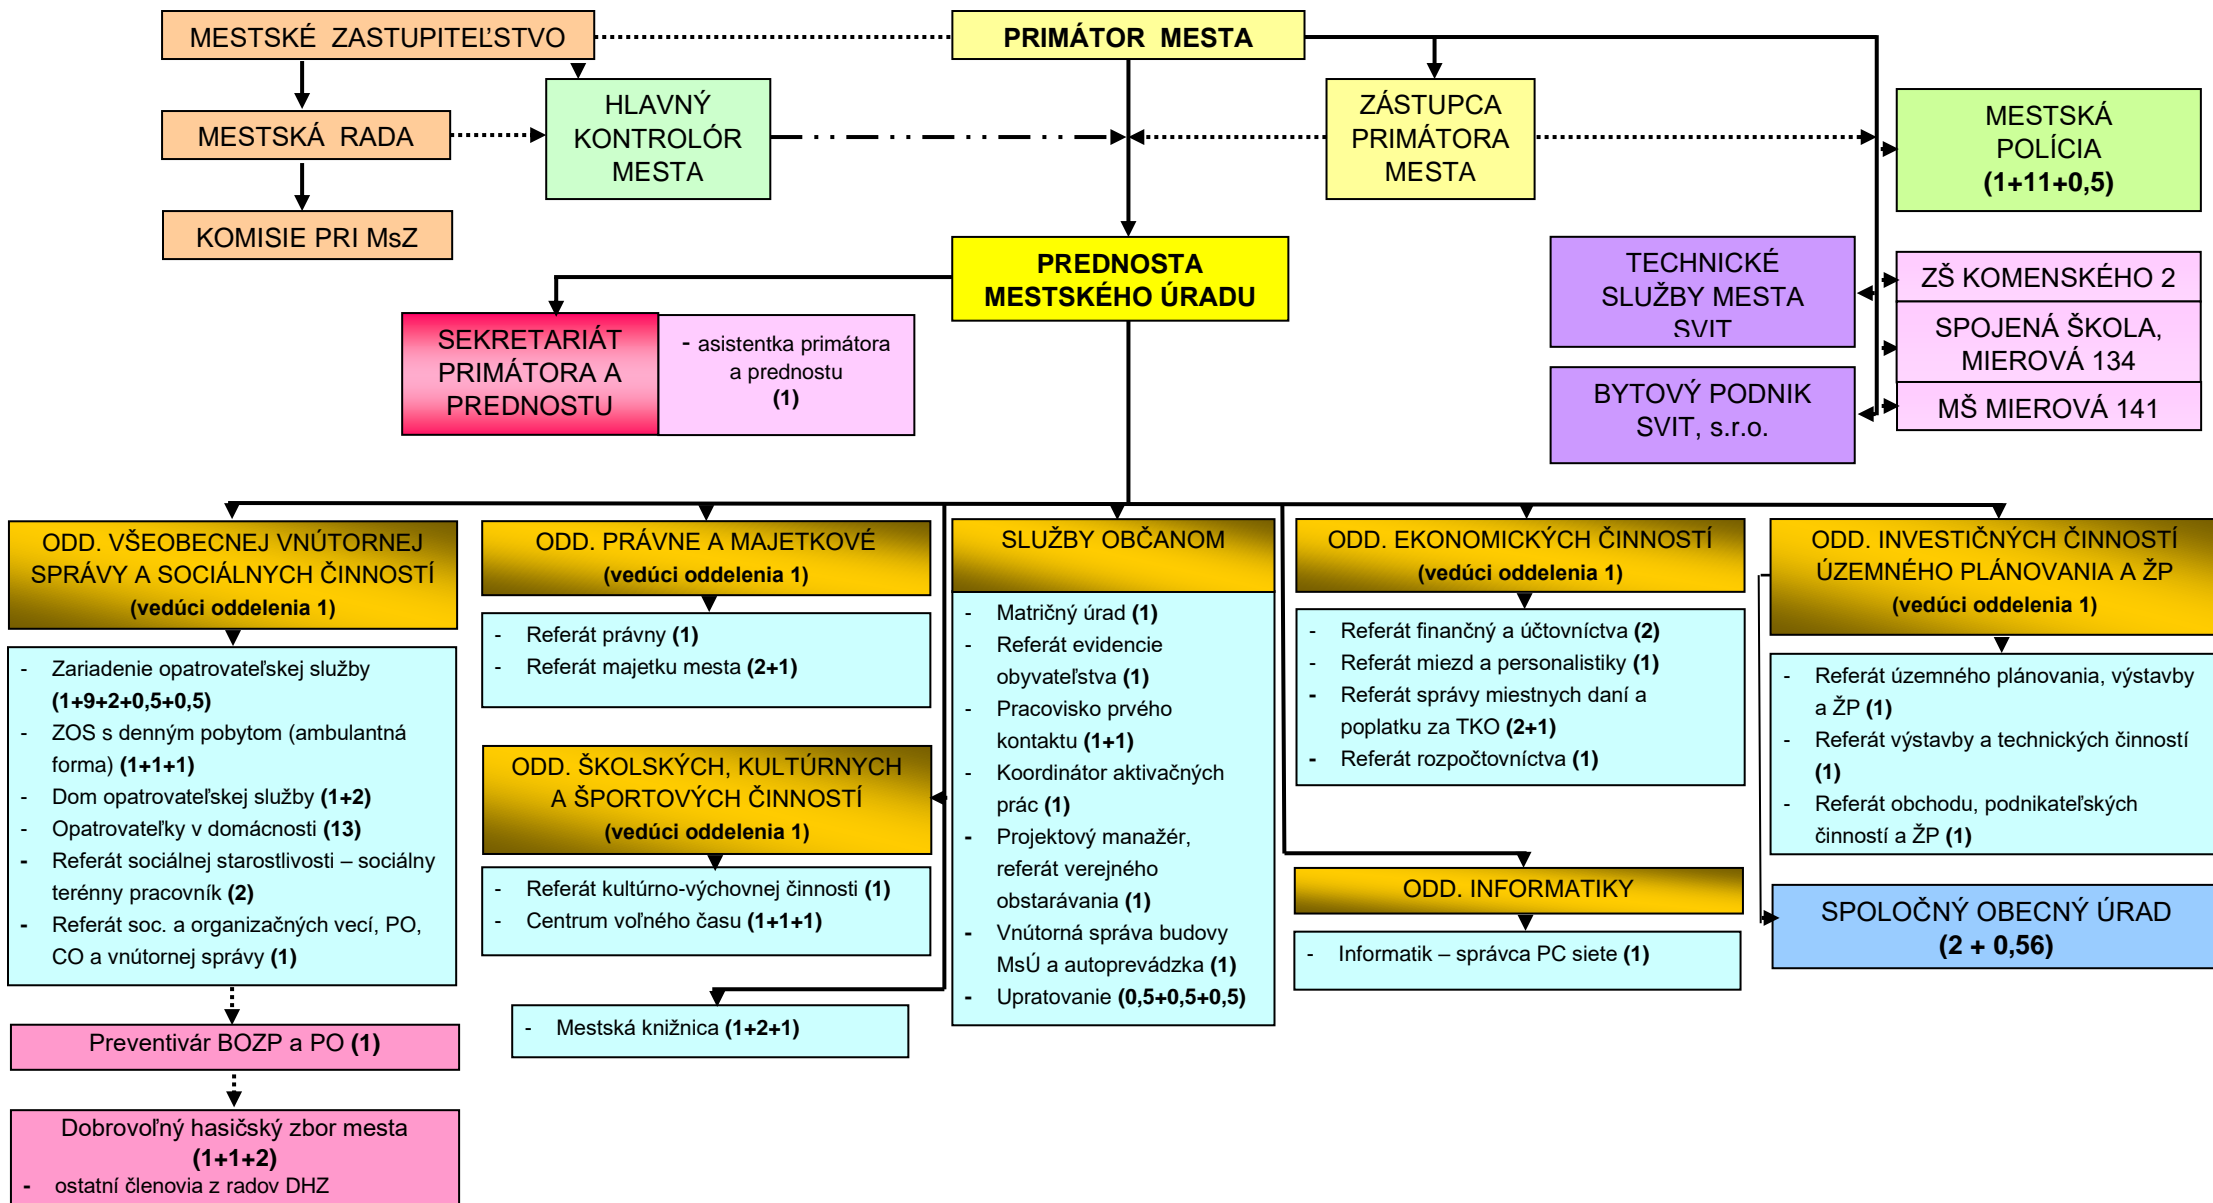 MESTSKÉ ZASTUPITEĽSTVO
PRIMÁTOR MESTA
HLAVNÝ
KONTROLÓR
MESTA
ZÁSTUPCA
PRIMÁTORA
MESTA
MESTSKÁ
POLÍCIA
(1+11+0,5)
MESTSKÁ RADA
KOMISIE PRI MsZ
PREDNOSTA
MESTSKÉHO ÚRADU
TECHNICKÉ
SLUŽBY MESTA
SVIT
ZŠ KOMENSKÉHO 2
SPOJENÁ ŠKOLA,
MIEROVÁ 134
MŠ MIEROVÁ 141
BYTOVÝ PODNIK
SVIT, s.r.o.
SEKRETARIÁT
PRIMÁTORA A
PREDNOSTU
- asistentka primátora
a prednostu
(1)
ODD. VŠEOBECNEJ VNÚTORNEJ
SPRÁVY A SOCIÁLNYCH ČINNOSTÍ
(vedúci oddelenia 1)
- Zariadenie opatrovateľskej služby
(1+9+2+0,5+0,5)
- ZOS s denným pobytom (ambulantná
forma) (1+1+1)
- Dom opatrovateľskej služby (1+2)
- Opatrovateľky v domácnosti (13)
- Referát sociálnej starostlivosti – sociálny
terénny pracovník (2)
- Referát soc. a organizačných vecí, PO,
CO a vnútornej správy (1)
Preventivár BOZP a PO (1)
Dobrovoľný hasičský zbor mesta
(1+1+2)
- ostatní členovia z radov DHZ
ODD. PRÁVNE A MAJETKOVÉ
(vedúci oddelenia 1)
- Referát právny (1)
- Referát majetku mesta (2+1)
ODD. ŠKOLSKÝCH, KULTÚRNYCH
A ŠPORTOVÝCH ČINNOSTÍ
(vedúci oddelenia 1)
- Referát kultúrno-výchovnej činnosti (1)
- Centrum voľného času (1+1+1)
- Mestská knižnica (1+2+1)
SLUŽBY OBČANOM
- Matričný úrad (1)
- Referát evidencie
obyvateľstva (1)
- Pracovisko prvého
kontaktu (1+1)
- Koordinátor aktivačných
prác (1)
- Projektový manažér,
referát verejného
obstarávania (1)
- Vnútorná správa budovy
MsÚ a autoprevádzka (1)
- Upratovanie (0,5+0,5+0,5)
ODD. EKONOMICKÝCH ČINNOSTÍ
(vedúci oddelenia 1)
- Referát finančný a účtovníctva (2)
- Referát miezd a personalistiky (1)
- Referát správy miestnych daní a
poplatku za TKO (2+1)
- Referát rozpočtovníctva (1)
ODD. INFORMATIKY
- Informatik – správca PC siete (1)
ODD. INVESTIČNÝCH ČINNOSTÍ
ÚZEMNÉHO PLÁNOVANIA A ŽP
(vedúci oddelenia 1)
- Referát územného plánovania, výstavby
a ŽP (1)
- Referát výstavby a technických činností
(1)
- Referát obchodu, podnikateľských
činností a ŽP (1)
SPOLOČNÝ OBECNÝ ÚRAD
(2 + 0,56)